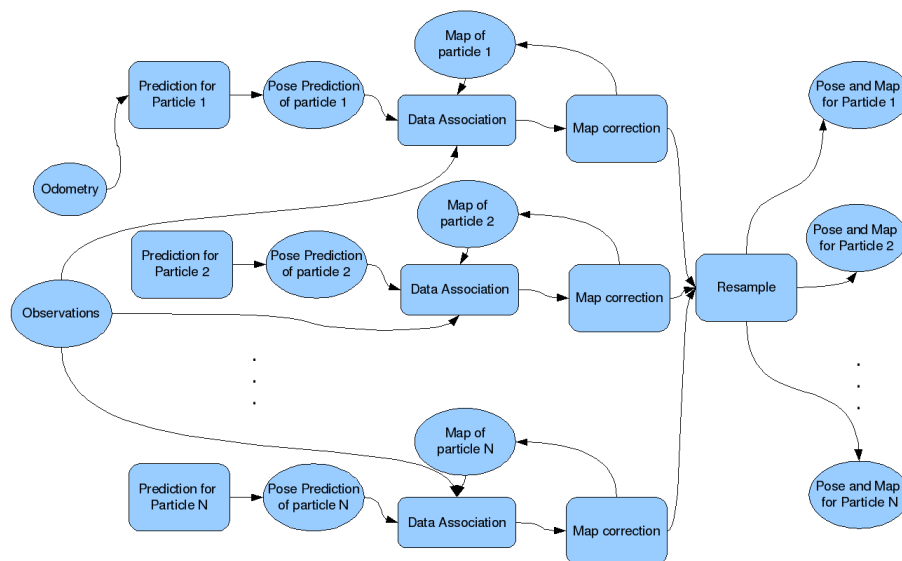 Map of
particle 1
Prediction for
Particle 1
Pose Prediction
of particle 1
Data Association
Map correction
Pose and Map
for Particle 1
Odometry
Map of
particle 2
Prediction for
Particle 2
Pose Prediction
of particle 2
Data Association
Map correction
Resample
Pose and Map
for Particle 2
Observations
. . .
. . .
Map of
particle N
Prediction for
Particle N
Pose Prediction
of particle N
Data Association
Map correction
Pose and Map
for Particle N